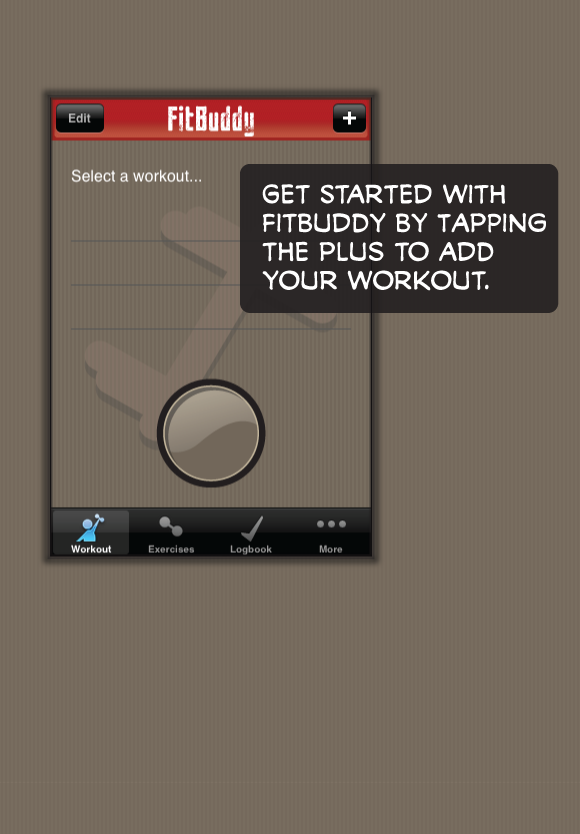 Edit
FitBuddy
+
Select a workout...
GET STARTED WITH
FITBUDDY BY TAPPING
THE PLUS TO ADD
YOUR WORKOUT.
Workout
Exercises
Logbook
More